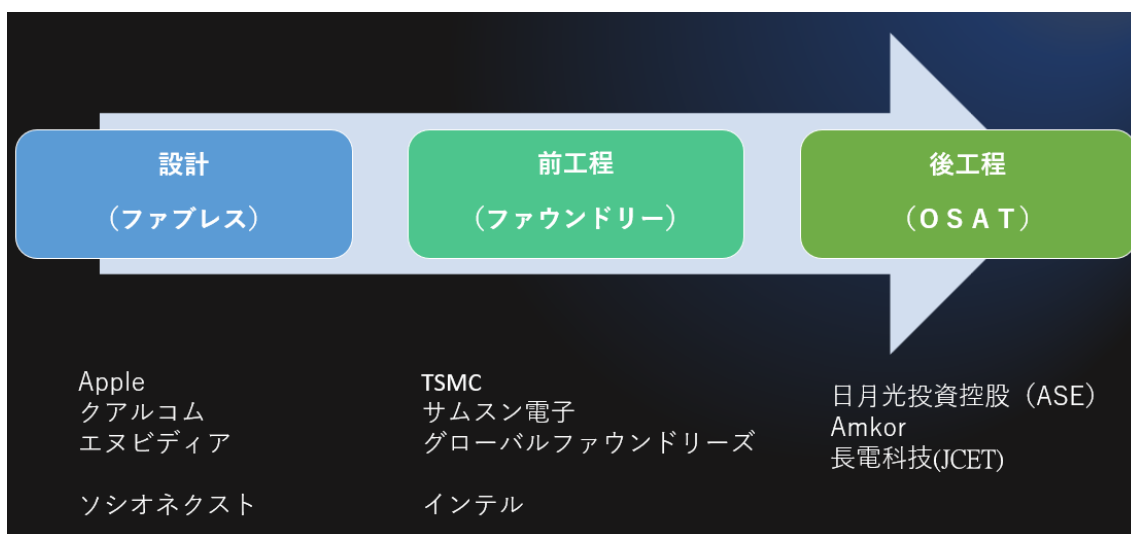 設計
（ファブレス）
前工程
（ファウンドリー）
後工程
（ＯＳＡＴ）
Apple
クアルコム
エヌビディア
ソシオネクスト
TSMC
サムスン電子
グローバルファウンドリーズ
インテル
日月光投資控股（ASE）
Amkor
長電科技(JCET)